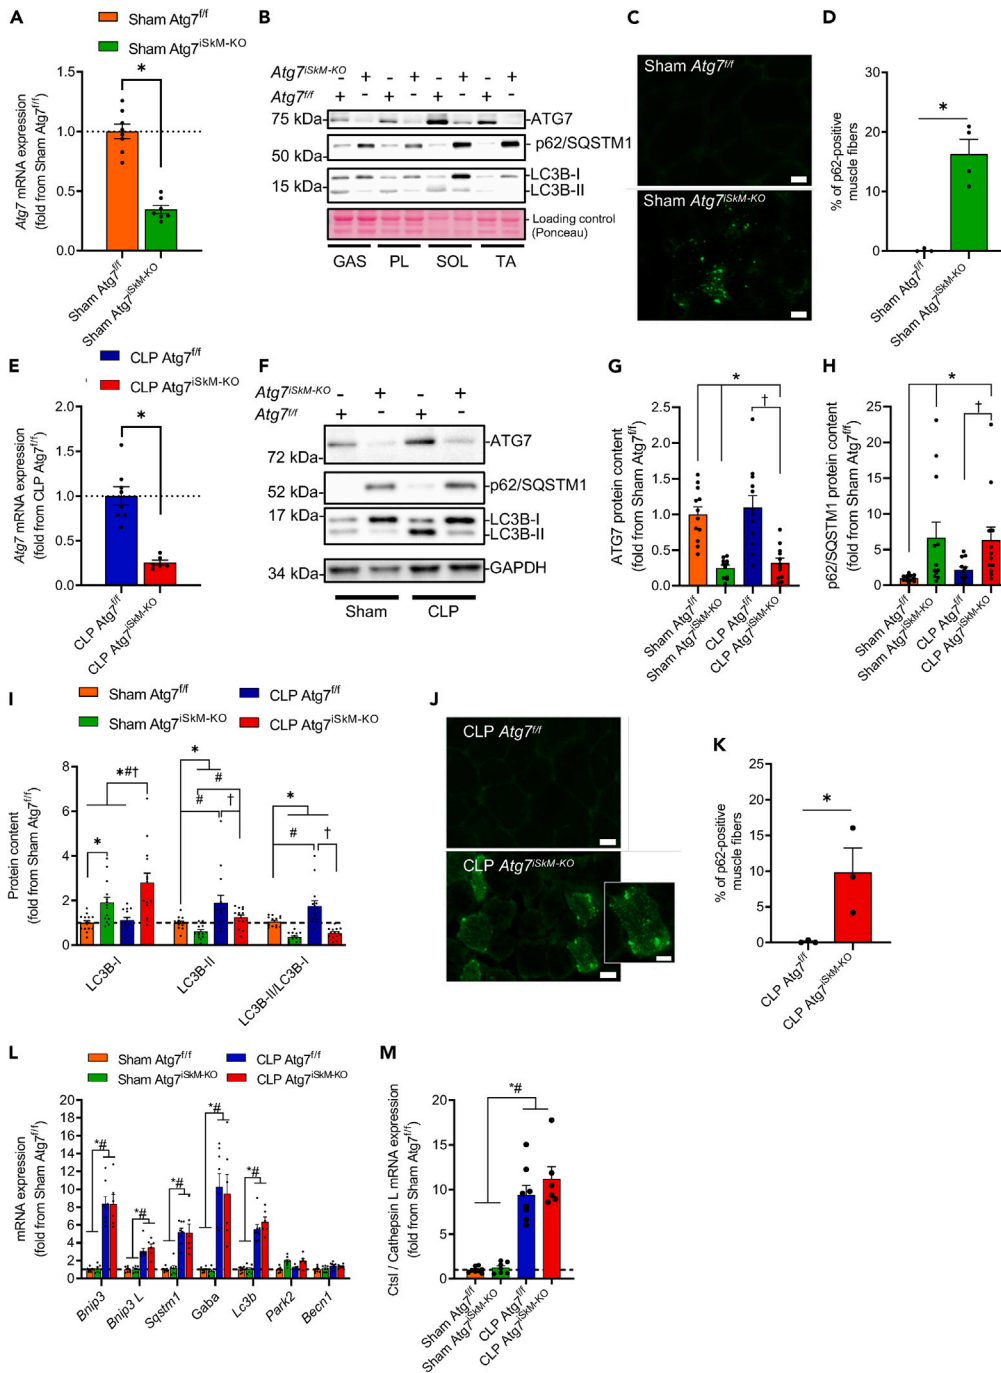 A
Sham Atg7f/f
Sham Atg7iSkM-KO
*
Atg7 mRNA expression
(fold from Sham Atg7f/f)
1.5
1.0
0.5
0.0
Sham Atg7f/f
Sham Atg7iSkM-KO
B
Atg7iSkM-KO - + - + - + - +
Atg7f/f + - + - + - + -
75 kDa -ATG7
50 kDa p62/SQSTM1
15 kDa LC3B-I
LC3B-II
Loading control
(Ponceau)
GAS PL SOL TA
C
Sham Atg7f/f
Sham Atg7iSkM-KO
D
% of p62-positive
muscle fibers
30
20
10
0
*
Sham Atg7f/f
Sham Atg7iSkM-KO
E
CLP Atg7f/f
CLP Atg7iSkM-KO
*
Atg7 mRNA expression
(fold from CLP Atg7f/f)
2.0
1.5
1.0
0.5
0.0
CLP Atg7f/f
CLP Atg7iSkM-KO
F
Atg7iSkM-KO - + - +
Atg7f/f + - + -
72 kDa -ATG7
52 kDa p62/SQSTM1
17 kDa LC3B-I
LC3B-II
34 kDa GAPDH
Sham CLP
G
ATG7 protein content
(fold from Sham Atg7f/f)
2.5
2.0
1.5
1.0
0.5
0.0
*
†
Sham Atg7f/f
Sham Atg7iSkM-KO
CLP Atg7f/f
CLP Atg7iSkM-KO
H
p62/SQSTM1 protein content
(fold from Sham Atg7f/f)
25
20
15
10
5
0
*
†
Sham Atg7f/f
Sham Atg7iSkM-KO
CLP Atg7f/f
CLP Atg7iSkM-KO
I
Sham Atg7f/f
CLP Atg7f/f
Sham Atg7iSkM-KO
CLP Atg7iSkM-KO
Protein content
(fold from Sham Atg7f/f)
8
6
4
2
0
*
*#†
*
#
#
†
*
#
†
LC3B-I
LC3B-II
LC3B-II/LC3B-I
J
CLP Atg7f/f
CLP Atg7iSkM-KO
K
% of p62-positive
muscle fibers
25
20
15
10
5
0
*
CLP Atg7f/f
CLP Atg7iSkM-KO
L
Sham Atg7f/f
CLP Atg7f/f
Sham Atg7iSkM-KO
CLP Atg7iSkM-KO
mRNA expression
(fold from Sham Atg7f/f)
20
18
16
14
12
10
8
6
4
2
0
*#
*#
*#
*#
*#
Bnip3
Bnip3 L
Sqstm1
Gaba
Lc3b
Park2
Becn1
M
Ctsl / Cathepsin L mRNA expression
(fold from Sham Atg7f/f)
20
15
10
5
0
*#
Sham Atg7f/f
Sham Atg7iSkM-KO
CLP Atg7f/f
CLP Atg7iSkM-KO